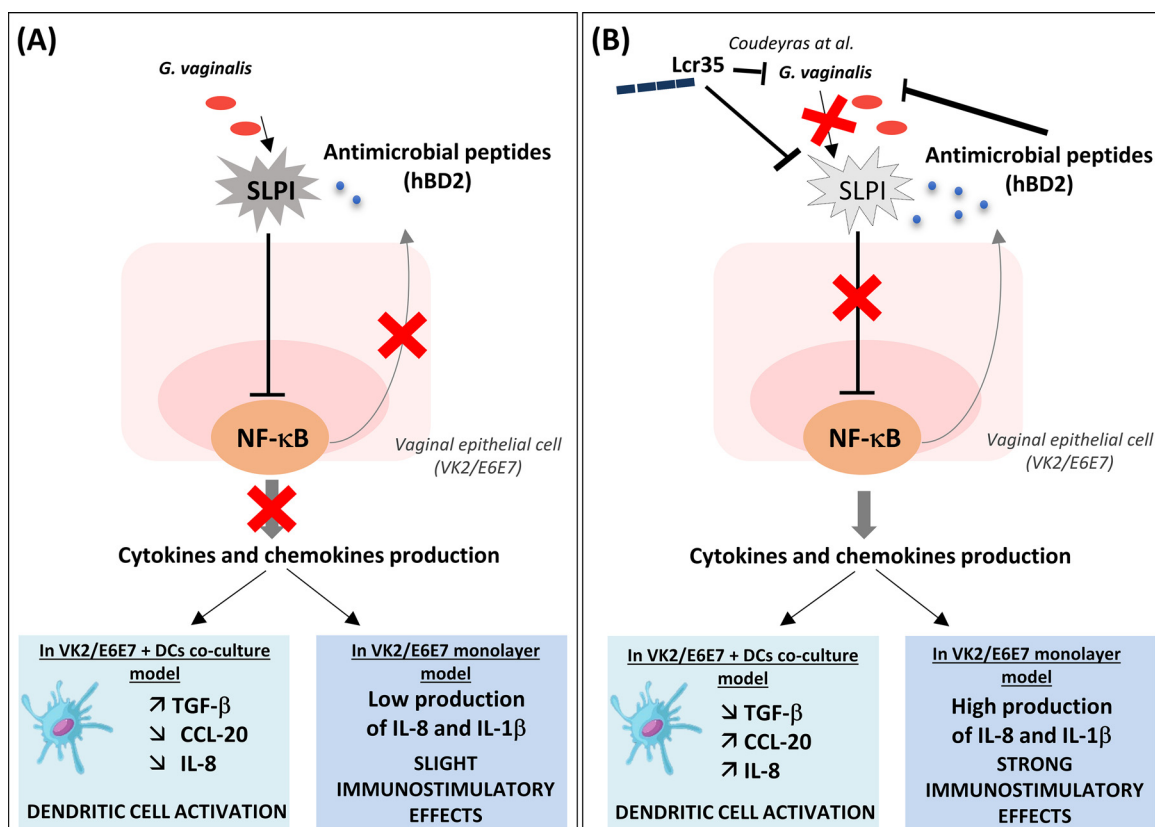 (A)
G. vaginalis
SLPI
Antimicrobial peptides
(hBD2)
NF-κB
Vaginal epithelial cell
(VK2/E6E7)
Cytokines and chemokines production
In VK2/E6E7 + DCs co-culture
model
↗ TGF-β
↘ CCL-20
↘ IL-8
DENDRITIC CELL ACTIVATION
In VK2/E6E7 monolayer
model
Low production
of IL-8 and IL-1β
SLIGHT
IMMUNOSTIMULATORY
EFFECTS
(B)
Coudeyras at al.
Lcr35
G. vaginalis
SLPI
Antimicrobial peptides
(hBD2)
NF-κB
Vaginal epithelial cell
(VK2/E6E7)
Cytokines and chemokines production
In VK2/E6E7 + DCs co-culture
model
↘ TGF-β
↗ CCL-20
↗ IL-8
DENDRITIC CELL ACTIVATION
In VK2/E6E7 monolayer
model
High production
of IL-8 and IL-1β
STRONG
IMMUNOSTIMULATORY
EFFECTS